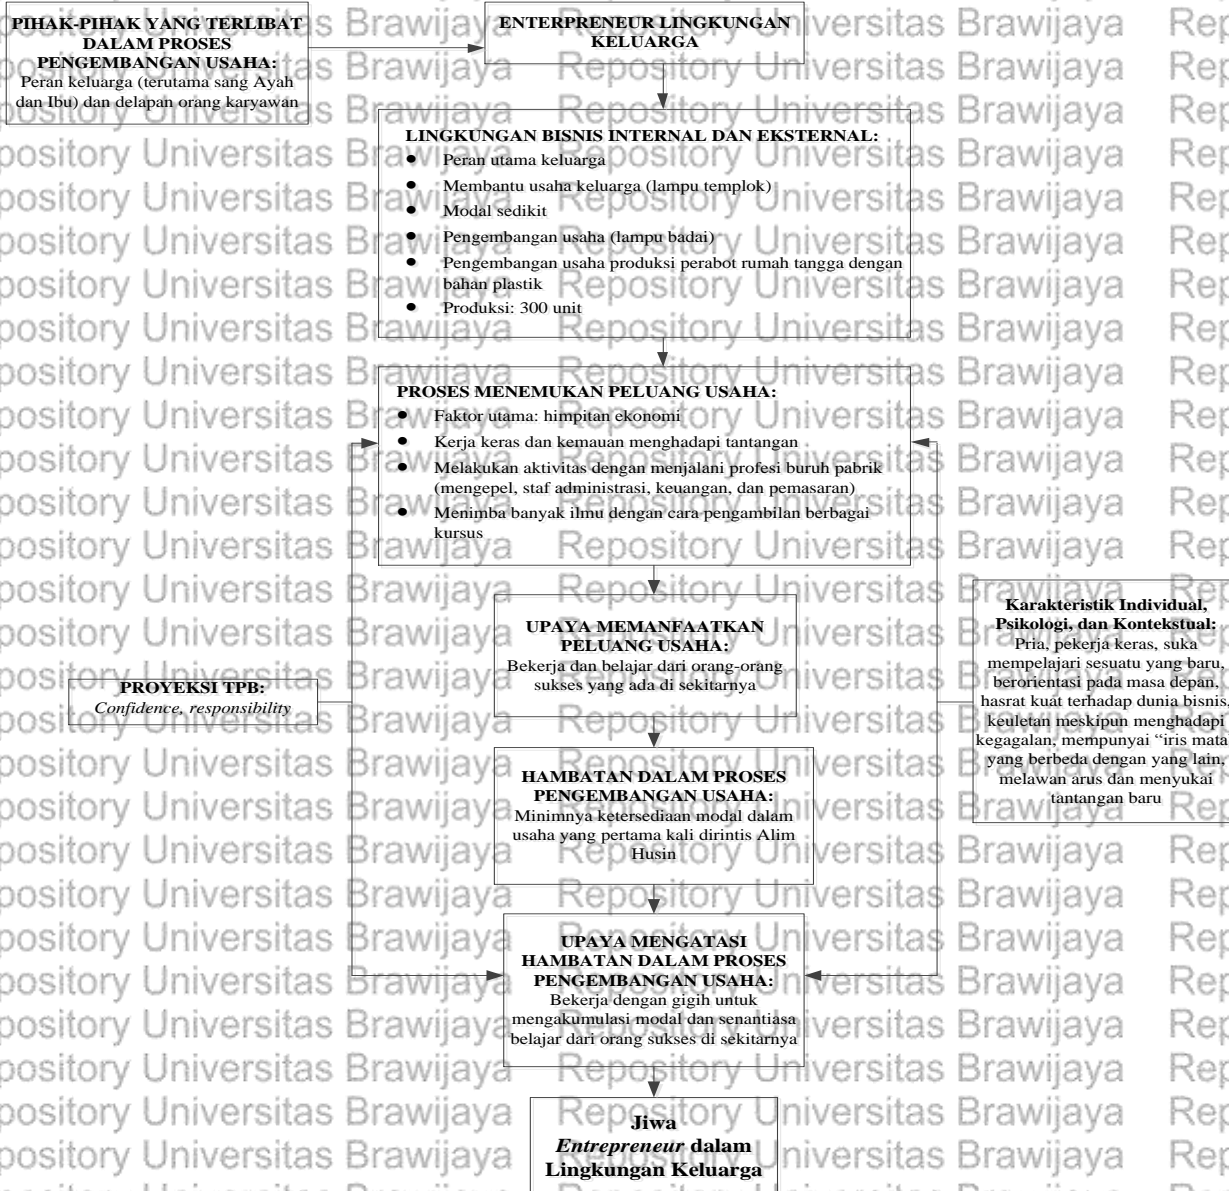 PIHAK-PIHAK YANG TERLIBAT
DALAM PROSES
PENGEMBANGAN USAHA:
Peran keluarga (terutama sang Ayah
dan Ibu) dan delapan orang karyawan
ENTERPRENEUR LINGKUNGAN
KELUARGA
LINGKUNGAN BISNIS INTERNAL DAN EKSTERNAL:
● Peran utama keluarga
● Membantu usaha keluarga (lampu templok)
● Modal sedikit
● Pengembangan usaha (lampu badai)
● Pengembangan usaha produksi perabot rumah tangga dengan
bahan plastik
● Produksi: 300 unit
PROSES MENEMUKAN PELUANG USAHA:
● Faktor utama: himpitan ekonomi
● Kerja keras dan kemauan menghadapi tantangan
● Melakukan aktivitas dengan menjalani profesi buruh pabrik
(mengepel, staf administrasi, keuangan, dan pemasaran)
● Menimba banyak ilmu dengan cara pengambilan berbagai
kursus
UPAYA MEMANFAATKAN
PELUANG USAHA:
Bekerja dan belajar dari orang-orang
sukses yang ada di sekitarnya
PROYEKSI TPB:
Confidence, responsibility
Karakteristik Individual,
Psikologi, dan Kontekstual:
Pria, pekerja keras, suka
mempelajari sesuatu yang baru,
berorientasi pada masa depan,
hasrat kuat terhadap dunia bisnis,
keuletan meskipun menghadapi
kegagalan, mempunyai “iris mata
yang berbeda dengan yang lain,
melawan arus dan menyukai
tantangan baru
HAMBATAN DALAM PROSES
PENGEMBANGAN USAHA:
Minimnya ketersediaan modal dalam
usaha yang pertama kali dirintis Alim
Husin
UPAYA MENGATASI
HAMBATAN DALAM PROSES
PENGEMBANGAN USAHA:
Bekerja dengan gigih untuk
mengakumulasi modal dan senantiasa
belajar dari orang sukses di sekitarnya
Jiwa
Entrepreneur dalam
Lingkungan Keluarga